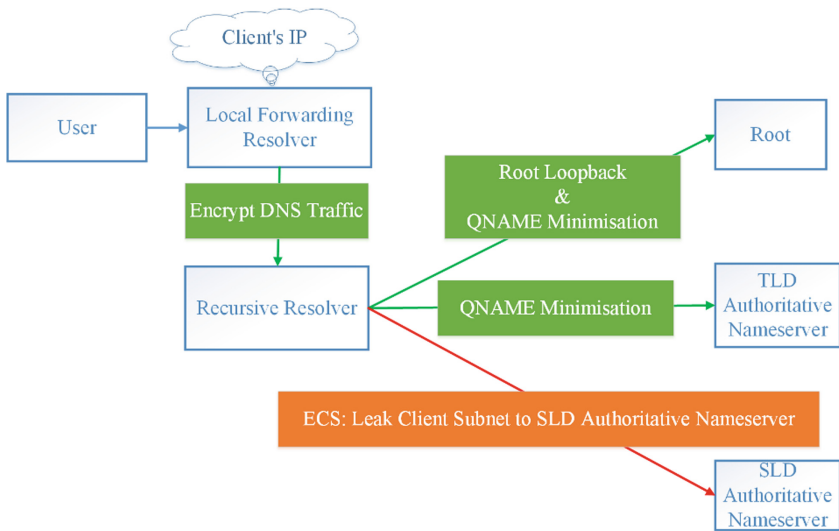 Client's IP
User
Local Forwarding
Resolver
Root
Root Loopback
&
QNAME Minimisation
Encrypt DNS Traffic
Recursive Resolver
QNAME Minimisation
TLD
Authoritative
Nameserver
ECS: Leak Client Subnet to SLD Authoritative Nameserver
SLD
Authoritative
Nameserver